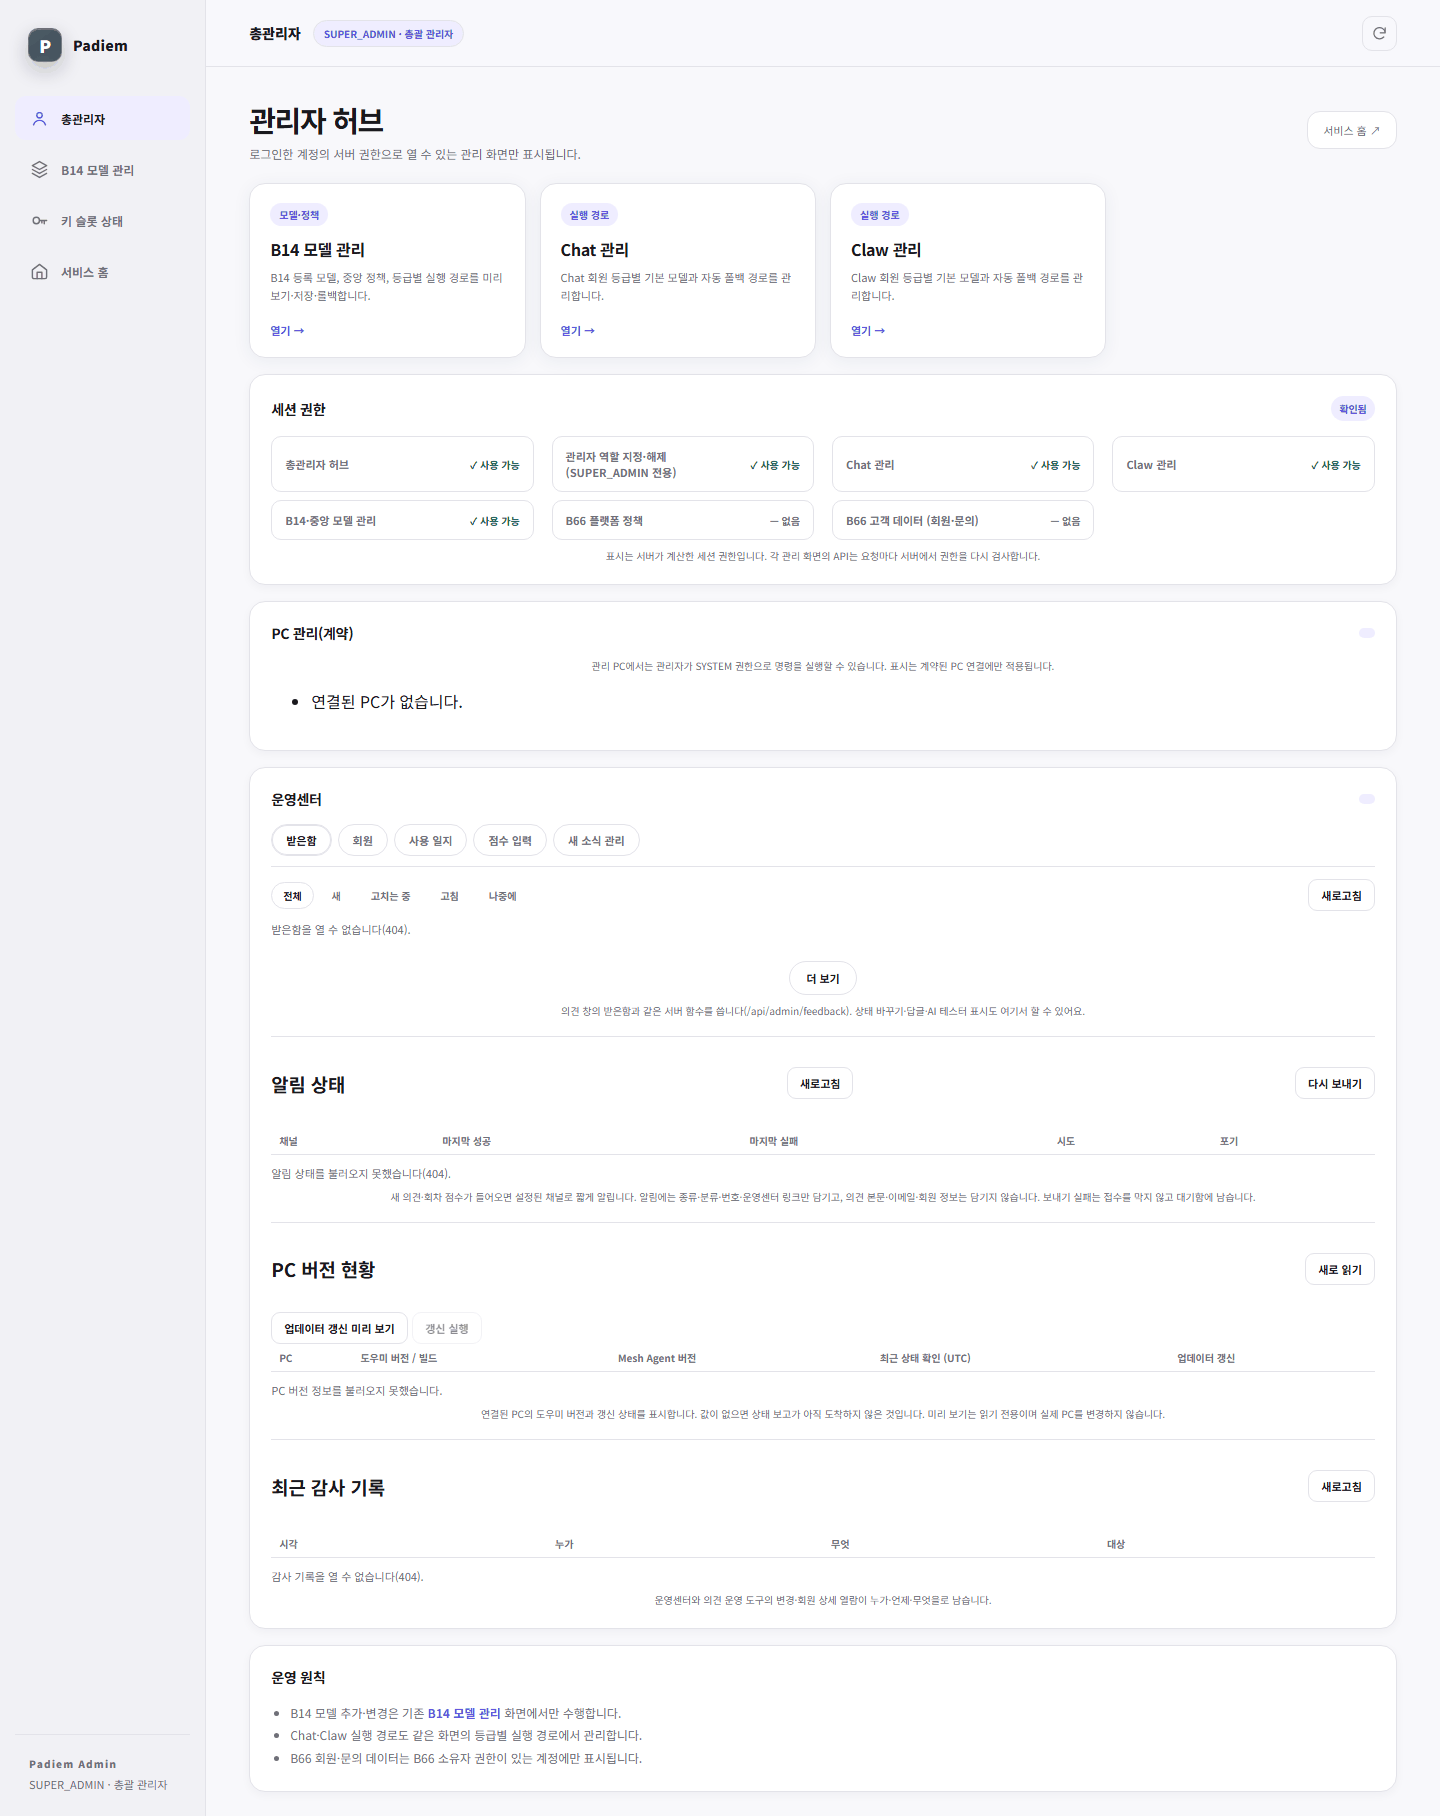 Padiem
총관리자
B14 모델 관리
키 슬롯 상태
서비스 홈
총관리자
SUPER_ADMIN · 총괄 관리자
관리자 허브
로그인한 계정의 서버 권한으로 열 수 있는 관리 화면만 표시됩니다.
서비스 홈 ↗
모델·정책
B14 모델 관리
B14 등록 모델, 중앙 정책, 등급별 실행 경로를 미리
보기·저장·롤백합니다.
열기 →
실행 경로
Chat 관리
Chat 회원 등급별 기본 모델과 자동 폴백 경로를 관
리합니다.
열기 →
실행 경로
Claw 관리
Claw 회원 등급별 기본 모델과 자동 폴백 경로를 관
리합니다.
열기 →
세션 권한
확인됨
총관리자 허브
✓ 사용 가능
관리자 역할 지정·해제
(SUPER_ADMIN 전용)
✓ 사용 가능
Chat 관리
✓ 사용 가능
Claw 관리
✓ 사용 가능
B14·중앙 모델 관리
✓ 사용 가능
B66 플랫폼 정책
— 없음
B66 고객 데이터 (회원·문의)
— 없음
표시는 서버가 계산한 세션 권한입니다. 각 관리 화면의 API는 요청마다 서버에서 권한을 다시 검사합니다.
PC 관리(계약)
관리 PC에서는 관리자가 SYSTEM 권한으로 명령을 실행할 수 있습니다. 표시는 계약된 PC 연결에만 적용됩니다.
• 연결된 PC가 없습니다.
운영센터
받은함
회원
사용 일지
점수 입력
새 소식 관리
전체
새
고치는 중
고침
나중에
새로고침
받은함을 열 수 없습니다(404).
더 보기
의견 창의 받은함과 같은 서버 함수를 씁니다(/api/admin/feedback). 상태 바꾸기·답글·AI 테스터 표시도 여기서 할 수 있어요.
알림 상태
새로고침
다시 보내기
채널
마지막 성공
마지막 실패
시도
포기
알림 상태를 불러오지 못했습니다(404).
새 의견·회차 점수가 들어오면 설정된 채널로 짧게 알립니다. 알림에는 종류·분류·번호·운영센터 링크만 담기고, 의견 본문·이메일·회원 정보는 담기지 않습니다. 보내기 실패는 접수를 막지 않고 대기함에 남습니다.
PC 버전 현황
새로 읽기
업데이터 갱신 미리 보기
갱신 실행
PC
도우미 버전 / 빌드
Mesh Agent 버전
최근 상태 확인 (UTC)
업데이터 갱신
PC 버전 정보를 불러오지 못했습니다.
연결된 PC의 도우미 버전과 갱신 상태를 표시합니다. 값이 없으면 상태 보고가 아직 도착하지 않은 것입니다. 미리 보기는 읽기 전용이며 실제 PC를 변경하지 않습니다.
최근 감사 기록
새로고침
시각
누가
무엇
대상
감사 기록을 열 수 없습니다(404).
운영센터와 의견 운영 도구의 변경·회원 상세 열람이 누가·언제·무엇을로 남습니다.
운영 원칙
• B14 모델 추가·변경은 기존 B14 모델 관리 화면에서만 수행합니다.
• Chat·Claw 실행 경로도 같은 화면의 등급별 실행 경로에서 관리합니다.
• B66 회원·문의 데이터는 B66 소유자 권한이 있는 계정에만 표시됩니다.
Padiem Admin
SUPER_ADMIN · 총괄 관리자